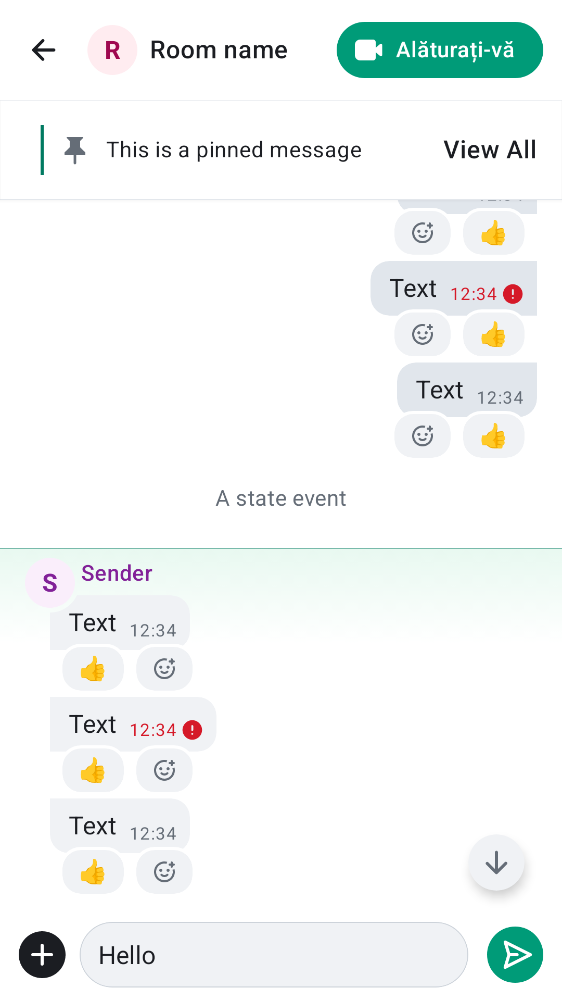 R Room name Alăturați-vă
This is a pinned message View All
Text 12:34
Text 12:34
A state event
S Sender
Text 12:34
Text 12:34
Text 12:34
Hello